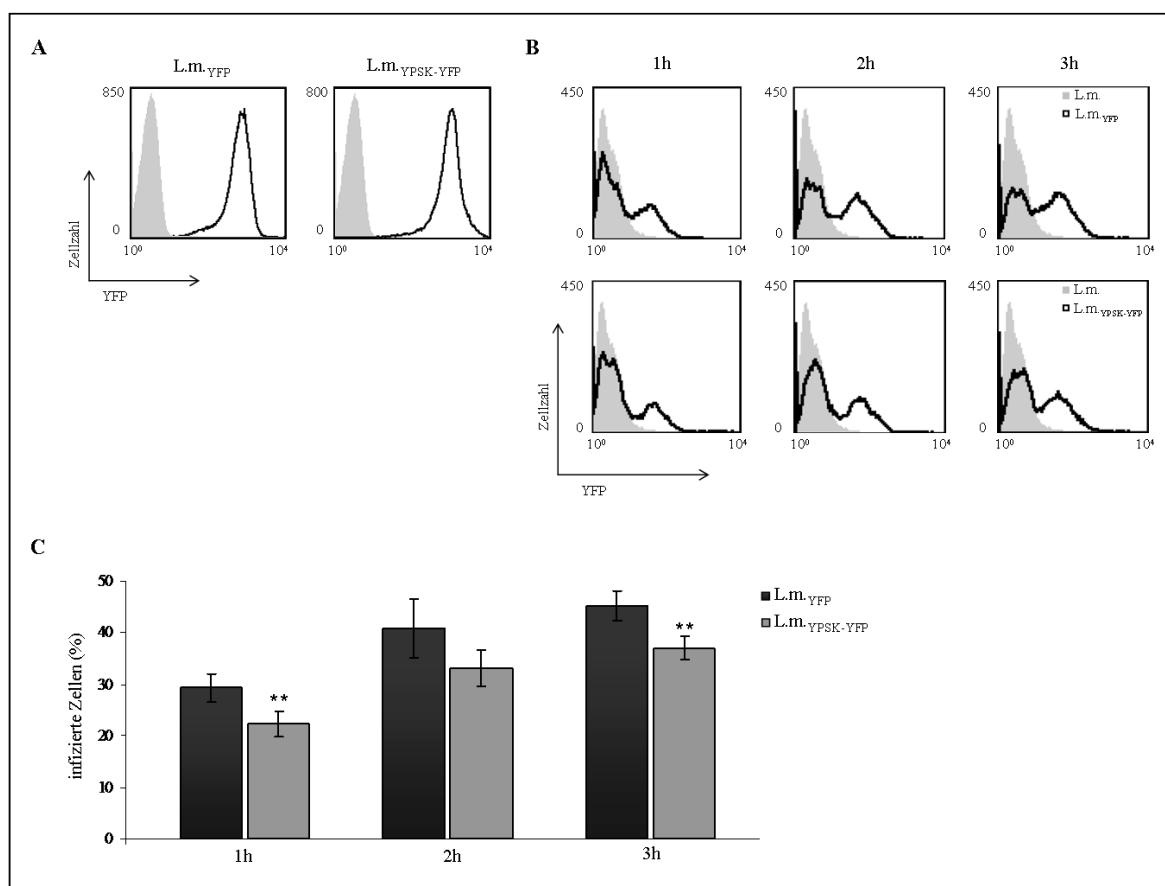 A
L.m.YFP
L.m.YPSK-YFP
850
0
10⁰
10⁴
800
0
10⁰
10⁴
Zellzahl
YFP
B
1h
2h
3h
450
0
10⁰
10⁴
450
0
10⁰
10⁴
450
0
10⁰
10⁴
L.m.
L.m.YFP
450
0
10⁰
10⁴
450
0
10⁰
10⁴
450
0
10⁰
10⁴
L.m.
L.m.YPSK-YFP
Zellzahl
YFP
C
infizierte Zellen (%)
50
40
30
20
10
0
**
**
1h
2h
3h
L.m.YFP
L.m.YPSK-YFP